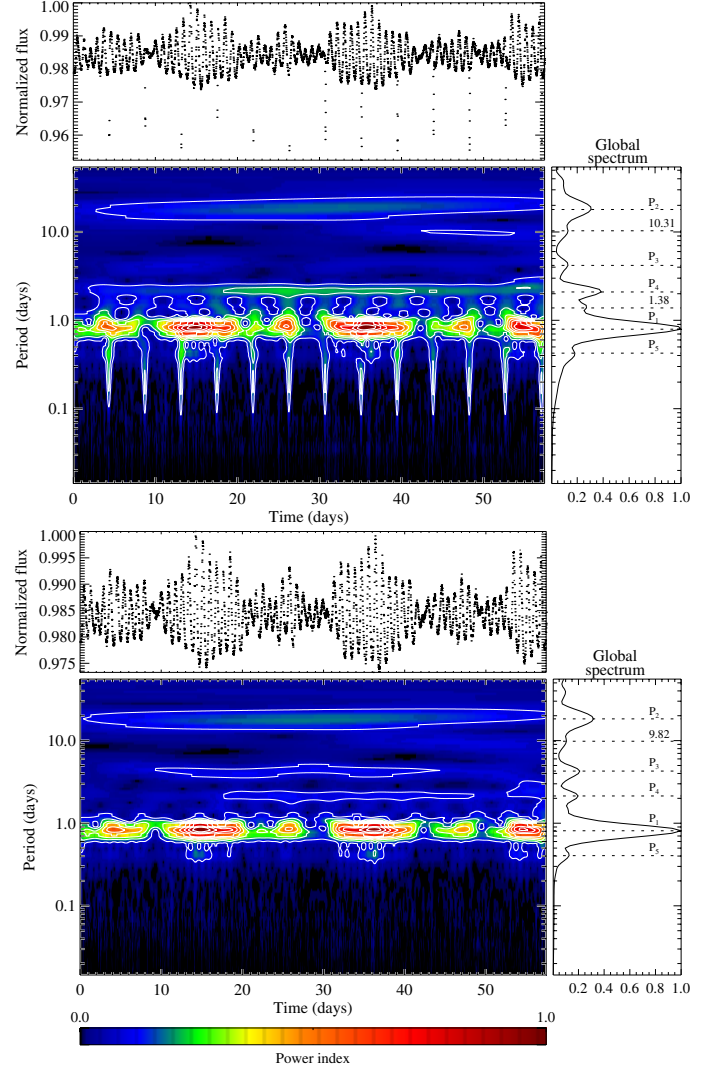 1.00
0.99
0.98
0.97
0.96
Normalized flux
Global
spectrum
10.0
1.0
0.1
Period (days)
P2
10.31
P3
P4
1.38
P1
P5
0 10 20 30 40 50
Time (days)
0.2 0.4 0.6 0.8 1.0
1.000
0.995
0.990
0.985
0.980
0.975
Normalized flux
Global
spectrum
10.0
1.0
0.1
Period (days)
P2
9.82
P3
P4
P1
P5
0 10 20 30 40 50
Time (days)
0.2 0.4 0.6 0.8 1.0
0.0 1.0
Power index